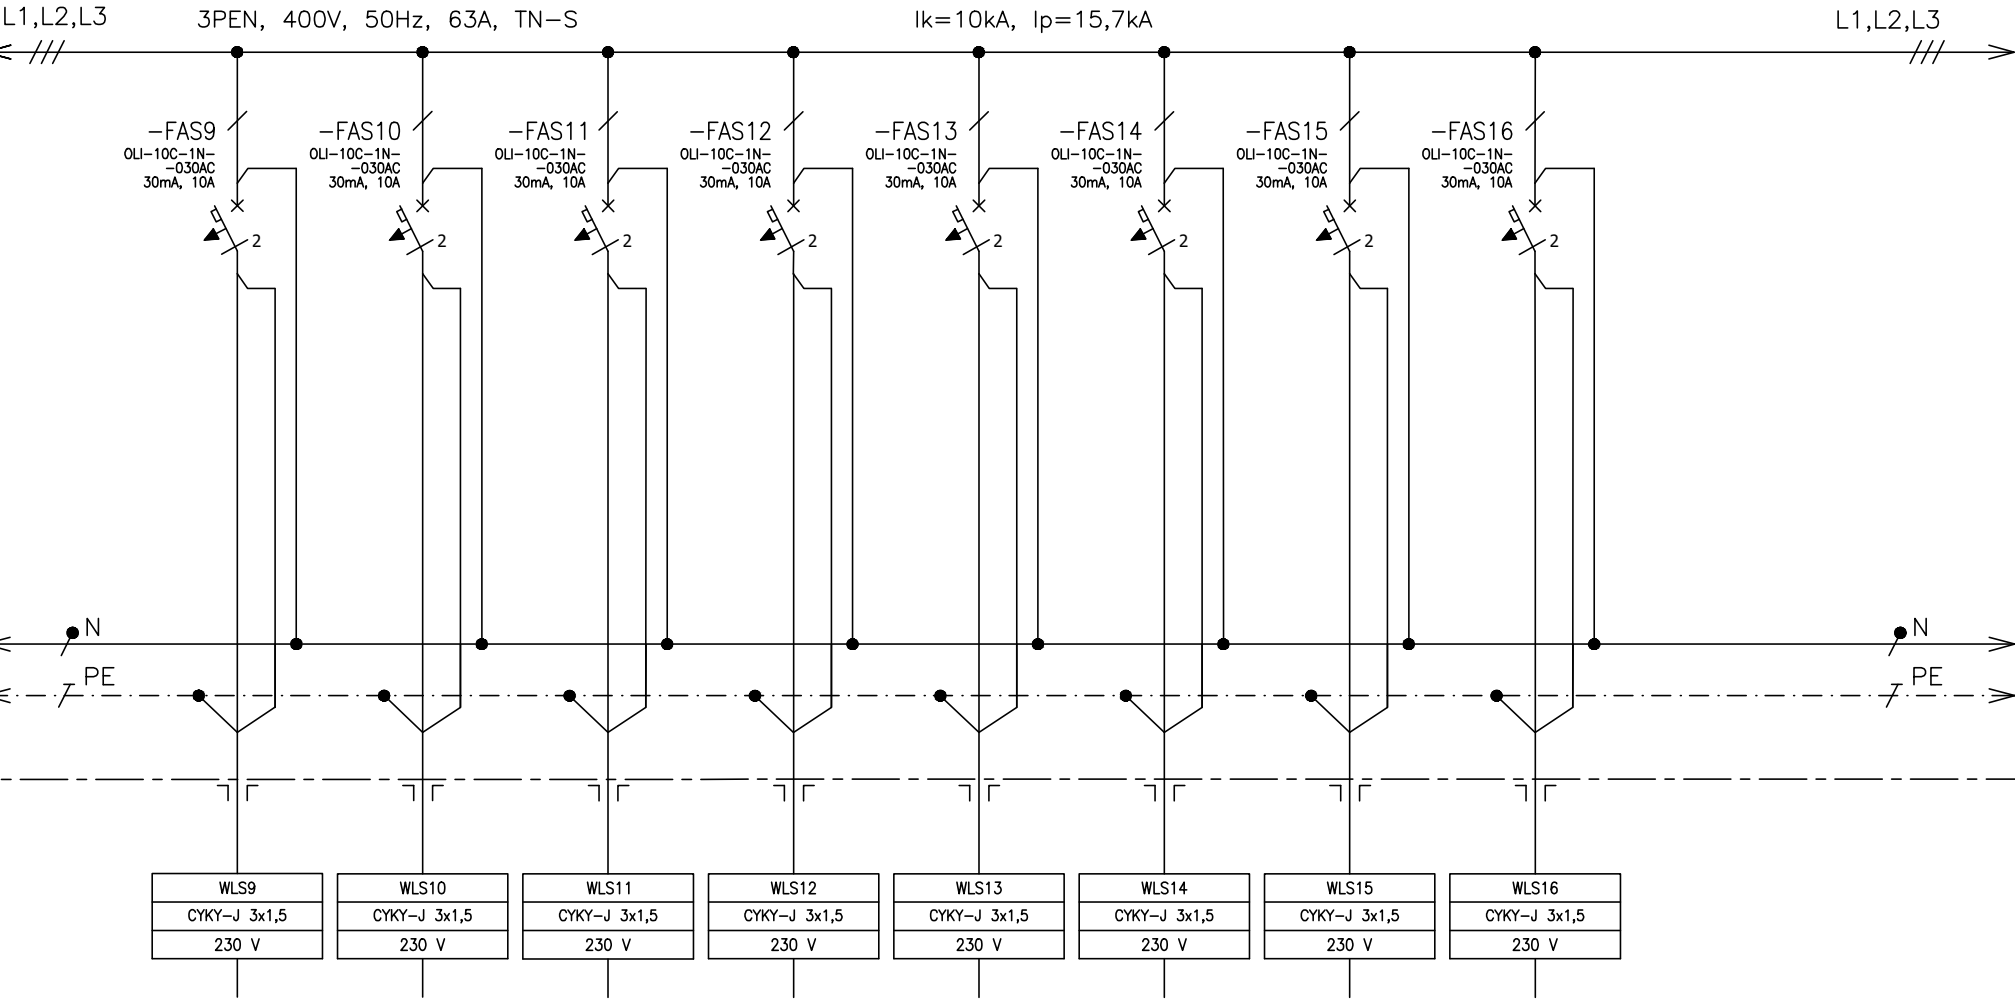 L1,L2,L3
3PEN, 400V, 50Hz, 63A, TN-S
Ik=10kA, Ip=15,7kA
L1,L2,L3
-FAS9
OLI-10C-1N-
-030AC
30mA, 10A
2
-FAS10
OLI-10C-1N-
-030AC
30mA, 10A
2
-FAS11
OLI-10C-1N-
-030AC
30mA, 10A
2
-FAS12
OLI-10C-1N-
-030AC
30mA, 10A
2
-FAS13
OLI-10C-1N-
-030AC
30mA, 10A
2
-FAS14
OLI-10C-1N-
-030AC
30mA, 10A
2
-FAS15
OLI-10C-1N-
-030AC
30mA, 10A
2
-FAS16
OLI-10C-1N-
-030AC
30mA, 10A
2
N
N
PE
PE
WLS9
CYKY-J 3x1,5
230 V
WLS10
CYKY-J 3x1,5
230 V
WLS11
CYKY-J 3x1,5
230 V
WLS12
CYKY-J 3x1,5
230 V
WLS13
CYKY-J 3x1,5
230 V
WLS14
CYKY-J 3x1,5
230 V
WLS15
CYKY-J 3x1,5
230 V
WLS16
CYKY-J 3x1,5
230 V